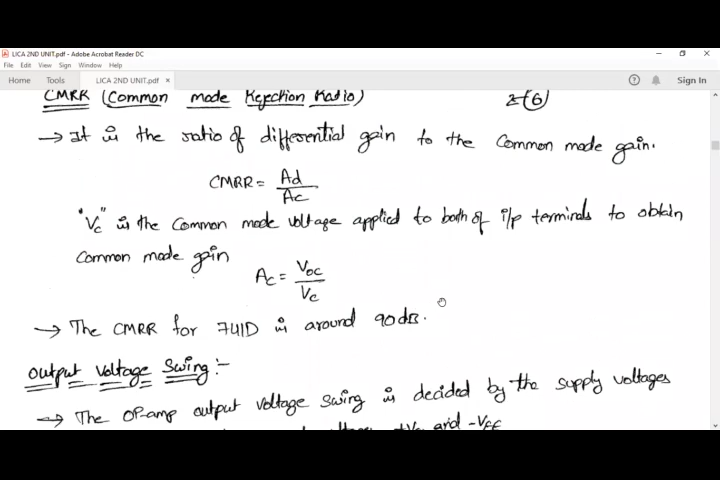 LICA 2ND UNIT.pdf - Adobe Acrobat Reader DC
File Edit View Sign Window Help
Home Tools LICA 2ND UNIT.pdf × Sign In
CMRR (Common mode Rejection Ratio)
→ It is the ratio of differential gain to the Common mode gain.
CMRR = Ad / Ac
"Vc" is the Common mode voltage applied to both of i/p terminals to obtain
Common mode gain
Ac = Voc / Vc
→ The CMRR for 741D is around 90dB.
Output Voltage Swing :-
→ The OP-amp output voltage swing is decided by the supply voltages
and -VEE